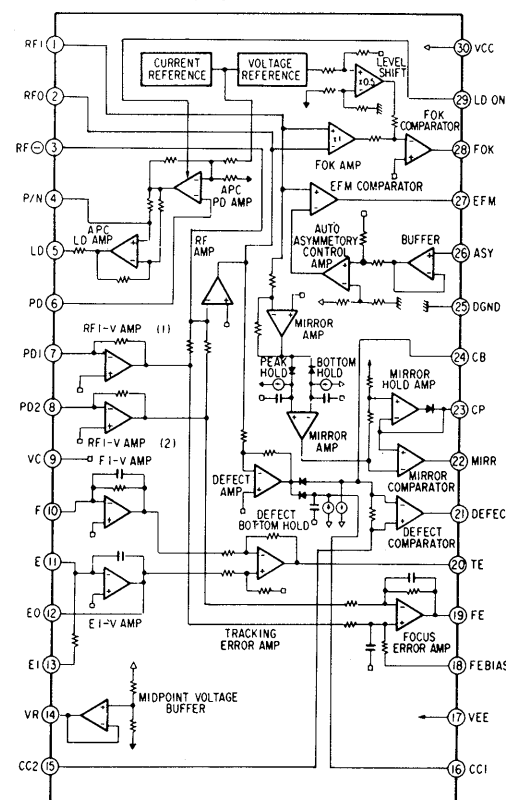 RFI 1
RFO 2
RF⊖ 3
P/N 4
LD 5
PD 6
PD1 7
PD2 8
VC 9
F 10
E 11
EO 12
EI 13
VR 14
CC2 15
30 VCC
29 LD ON
28 FOK
27 EFM
26 ASY
25 DGND
24 CB
23 CP
22 MIRR
21 DEFEC
20 TE
19 FE
18 FEBIAS
17 VEE
16 CC1
CURRENT
REFERENCE
VOLTAGE
REFERENCE
LEVEL
SHIFT
×0.5
FOK
COMPARATOR
×1
FOK AMP
EFM COMPARATOR
APC
PD AMP
APC
LD AMP
RF
AMP
AUTO
ASYMMETORY
CONTROL
AMP
BUFFER
RFI-V AMP (1)
MIRROR
AMP
PEAK
HOLD
BOTTOM
HOLD
MIRROR
HOLD AMP
RFI-V AMP (2)
MIRROR
AMP
MIRROR
COMPARATOR
FI-V AMP
DEFECT
AMP
DEFECT
BOTTOM HOLD
DEFECT
COMPARATOR
EI-V AMP
TRACKING
ERROR AMP
FOCUS
ERROR AMP
MIDPOINT VOLTAGE
BUFFER